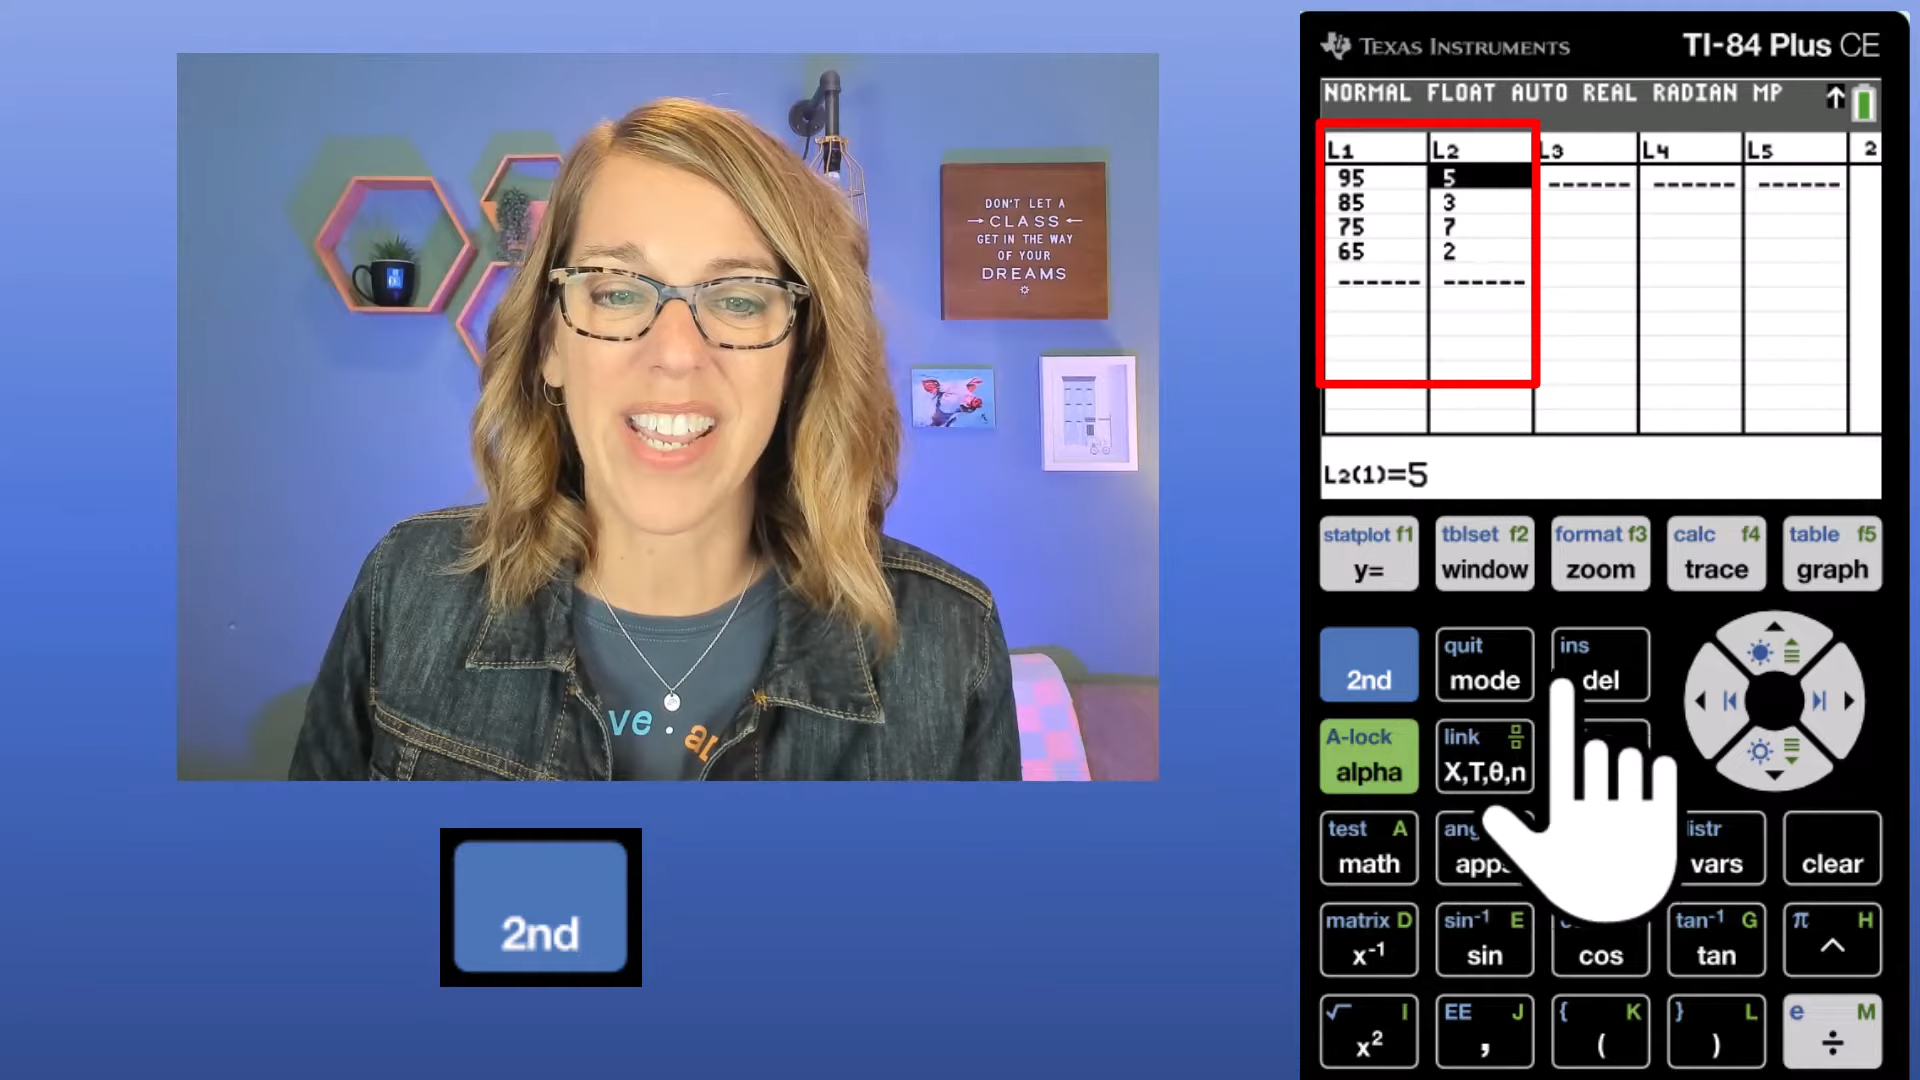 DON'T LET A
CLASS
GET IN THE WAY
OF YOUR
DREAMS
ve.
2nd
TEXAS INSTRUMENTS
TI-84 Plus CE
NORMAL FLOAT AUTO REAL RADIAN MP
L1 L2 L3 L4 L5 2
95 5 ------ ------ ------
85 3
75 7
65 2
------ ------
L2(1)=5
statplot f1 tblset f2 format f3 calc f4 table f5
y= window zoom trace graph
quit ins
2nd mode del
A-lock link
alpha X,T,θ,n
test A
math vars clear
matrix D sin-1 E tan-1 G π H
x-1 sin cos tan ^
√ I EE J { K } L e M
x2 , ( ) ÷